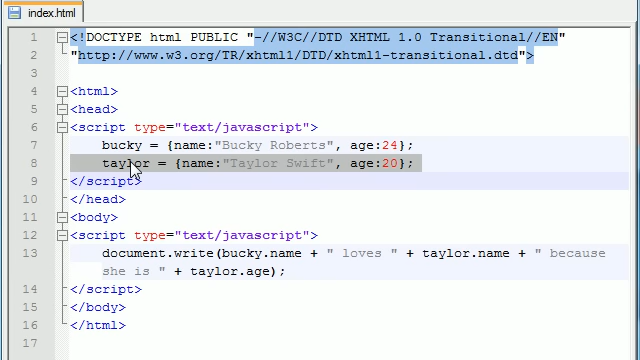 index.html
1 <!DOCTYPE html PUBLIC "-//W3C//DTD XHTML 1.0 Transitional//EN"
2 "http://www.w3.org/TR/xhtml1/DTD/xhtml1-transitional.dtd">
3
4 <html>
5 <head>
6 <script type="text/javascript">
7 bucky = {name:"Bucky Roberts", age:24};
8 taylor = {name:"Taylor Swift", age:20};
9 </script>
10 </head>
11 <body>
12 <script type="text/javascript">
13 document.write(bucky.name + " loves " + taylor.name + " because
she is " + taylor.age);
14 </script>
15 </body>
16 </html>
17